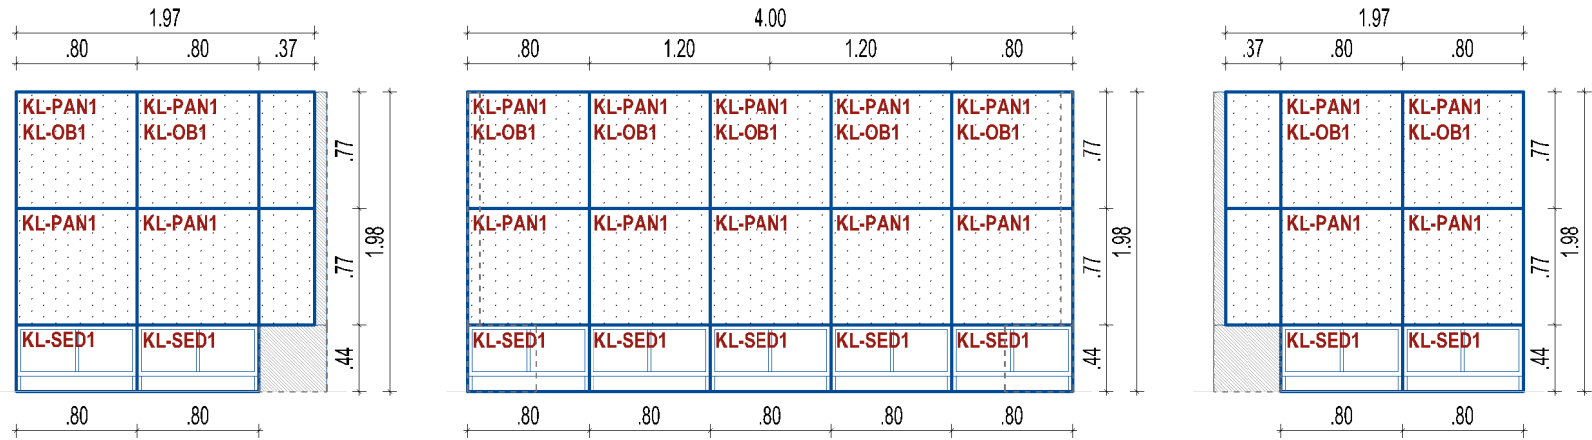 1.97 4.00 1.97
.80 .80 .37 .80 1.20 1.20 .80 .37 .80 .80
KL-PAN1 KL-PAN1 KL-PAN1 KL-PAN1 KL-PAN1 KL-PAN1 KL-PAN1 KL-PAN1 KL-PAN1
KL-OB1 KL-OB1 KL-OB1 KL-OB1 KL-OB1 KL-OB1 KL-OB1 KL-OB1 KL-OB1
.77 .77 .77
KL-PAN1 KL-PAN1 KL-PAN1 KL-PAN1 KL-PAN1 KL-PAN1 KL-PAN1 KL-PAN1 KL-PAN1
1.98 1.98 1.98
.77 .77 .77
KL-SED1 KL-SED1 KL-SED1 KL-SED1 KL-SED1 KL-SED1 KL-SED1 KL-SED1 KL-SED1
.44 .44 .44
.80 .80 .80 .80 .80 .80 .80 .80 .80